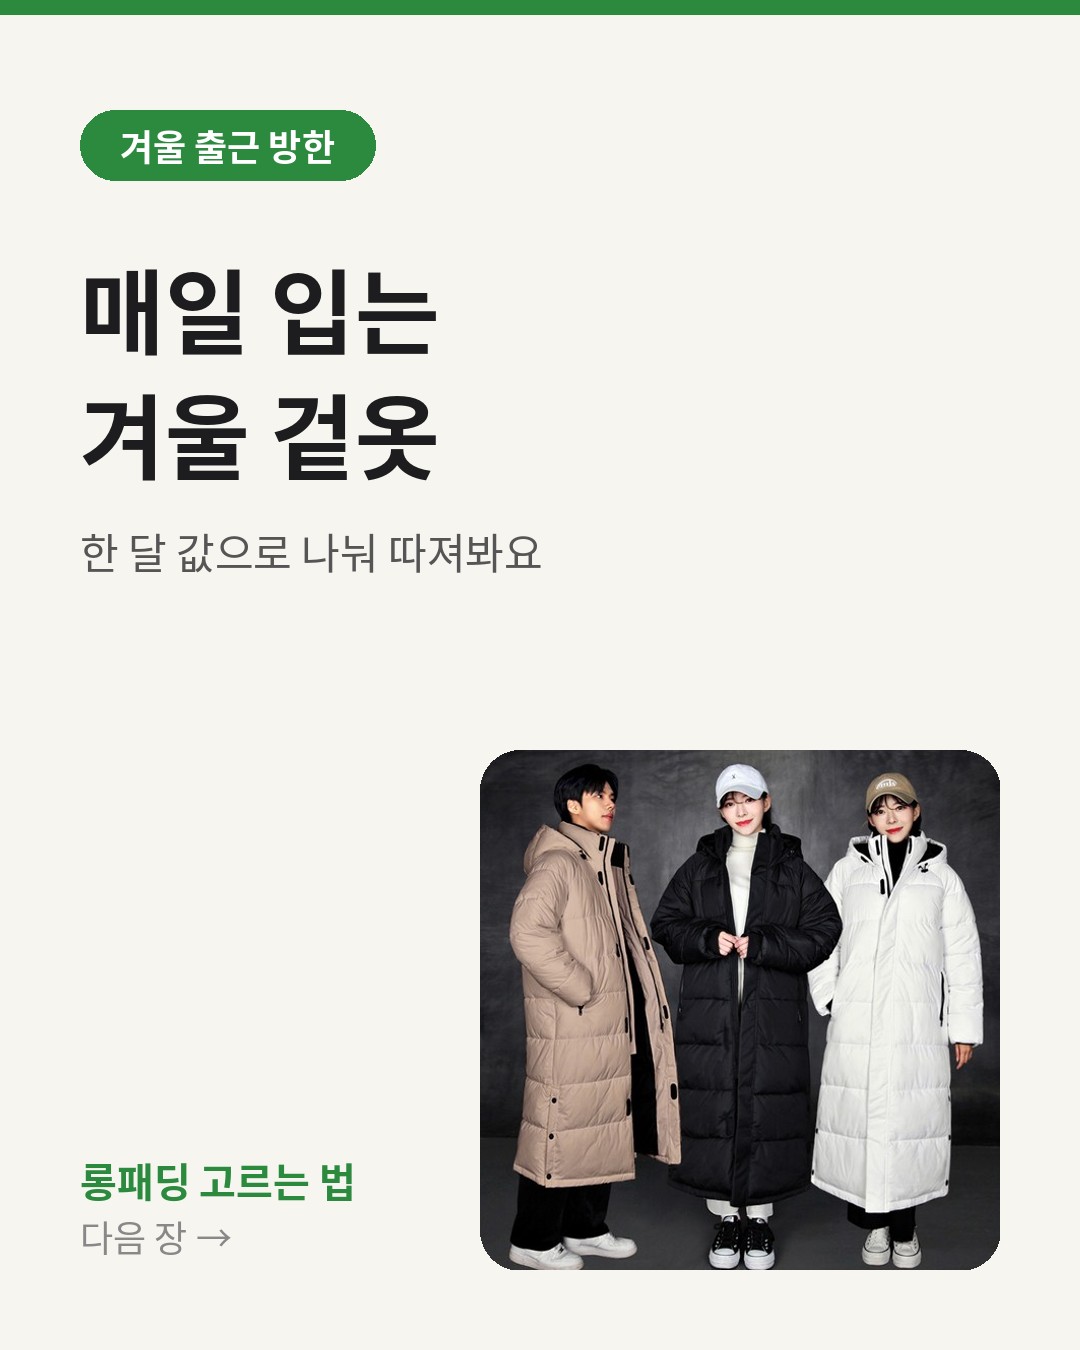 겨울 출근 방한
매일 입는
겨울 겉옷
한 달 값으로 나눠 따져봐요
롱패딩 고르는 법
다음 장 →